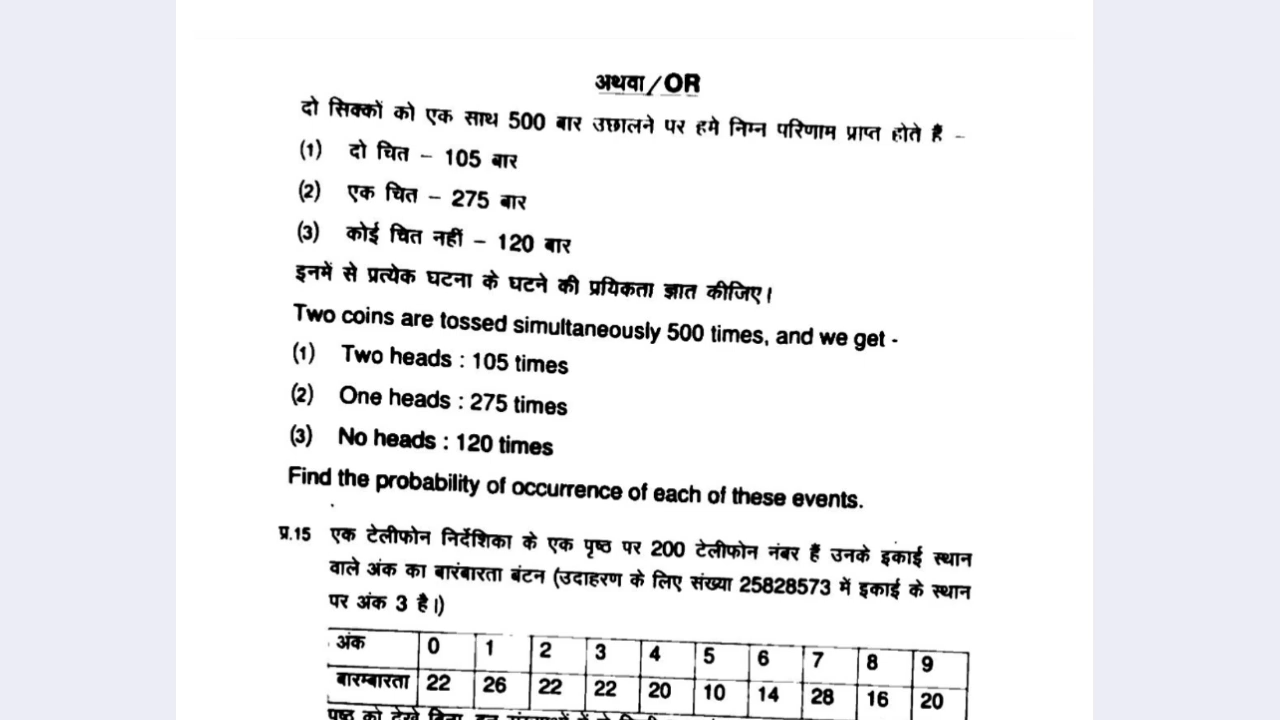 अथवा/OR
दो सिक्कों को एक साथ 500 बार उछालने पर हमे निम्न परिणाम प्राप्त होते हैं –
(1) दो चित – 105 बार
(2) एक चित – 275 बार
(3) कोई चित नहीं – 120 बार
इनमें से प्रत्येक घटना के घटने की प्रयिकता ज्ञात कीजिए।
Two coins are tossed simultaneously 500 times, and we get -
(1) Two heads : 105 times
(2) One heads : 275 times
(3) No heads : 120 times
Find the probability of occurrence of each of these events.
प्र.15 एक टेलीफोन निर्देशिका के एक पृष्ठ पर 200 टेलीफोन नंबर हैं उनके इकाई स्थान
वाले अंक का बारंबारता बंटन (उदाहरण के लिए संख्या 25828573 में इकाई के स्थान
पर अंक 3 है।)
अंक 0 1 2 3 4 5 6 7 8 9
बारम्बारता 22 26 22 22 20 10 14 28 16 20
पृष्ठ को देखे बिना, इन